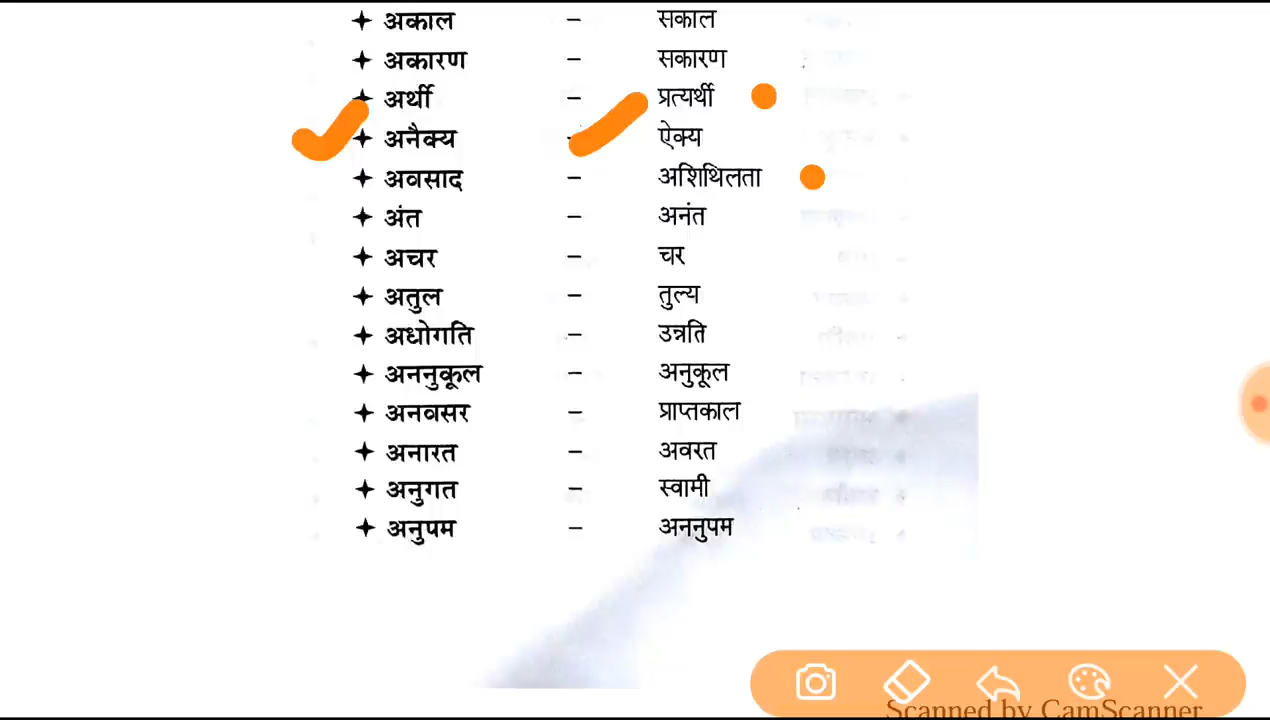 ✦ अकाल – सकाल
✦ अकारण – सकारण
✦ अर्थी – प्रत्यर्थी
✦ अनैक्य - ऐक्य
✦ अवसाद – अशिथिलता
✦ अंत – अनंत
✦ अचर – चर
✦ अतुल – तुल्य
✦ अधोगति – उन्नति
✦ अननुकूल – अनुकूल
✦ अनवसर – प्राप्तकाल
✦ अनारत – अवरत
✦ अनुगत – स्वामी
✦ अनुपम – अननुपम
Scanned by CamScanner